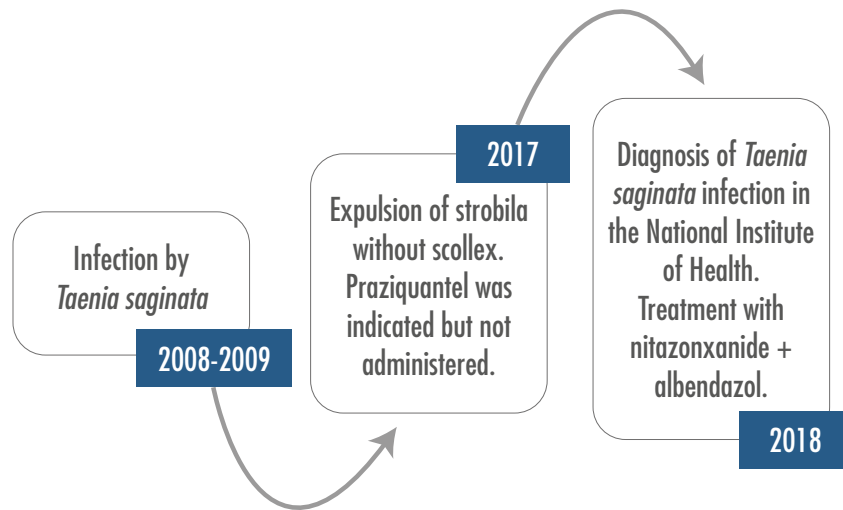 Infection by
Taenia saginata
2008-2009
2017
Expulsion of strobila
without scollex.
Praziquantel was
indicated but not
administered.
Diagnosis of Taenia
saginata infection in
the National Institute
of Health.
Treatment with
nitazonxanide +
albendazol.
2018